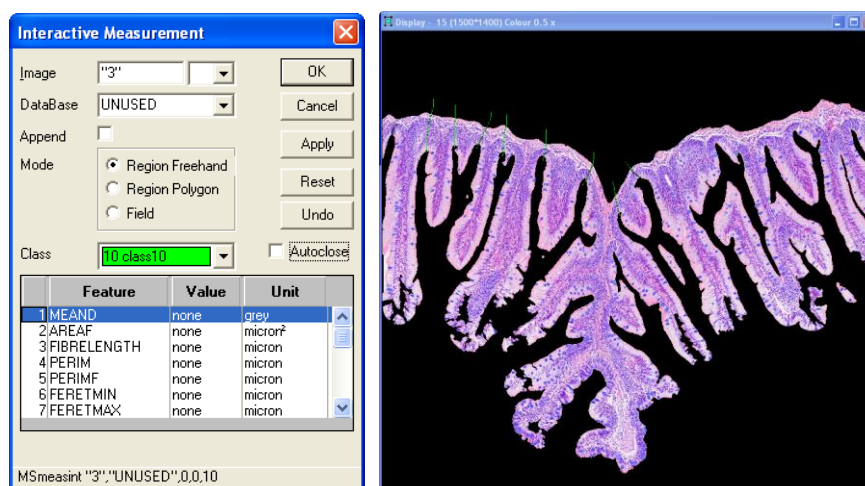 Interactive Measurement
Image "3" OK
DataBase UNUSED Cancel
Append Apply
Mode Region Freehand
Region Polygon Reset
Field Undo
Class 10 class10 Autoclose
Feature Value Unit
1 MEAND none grey
2 AREAF none micron²
3 FIBRELENGTH none micron
4 PERIM none micron
5 PERIMF none micron
6 FERETMIN none micron
7 FERETMAX none micron
MSmeasint "3","UNUSED",0,0,10
Display - 15 (1500*1400) Colour 0.5 x